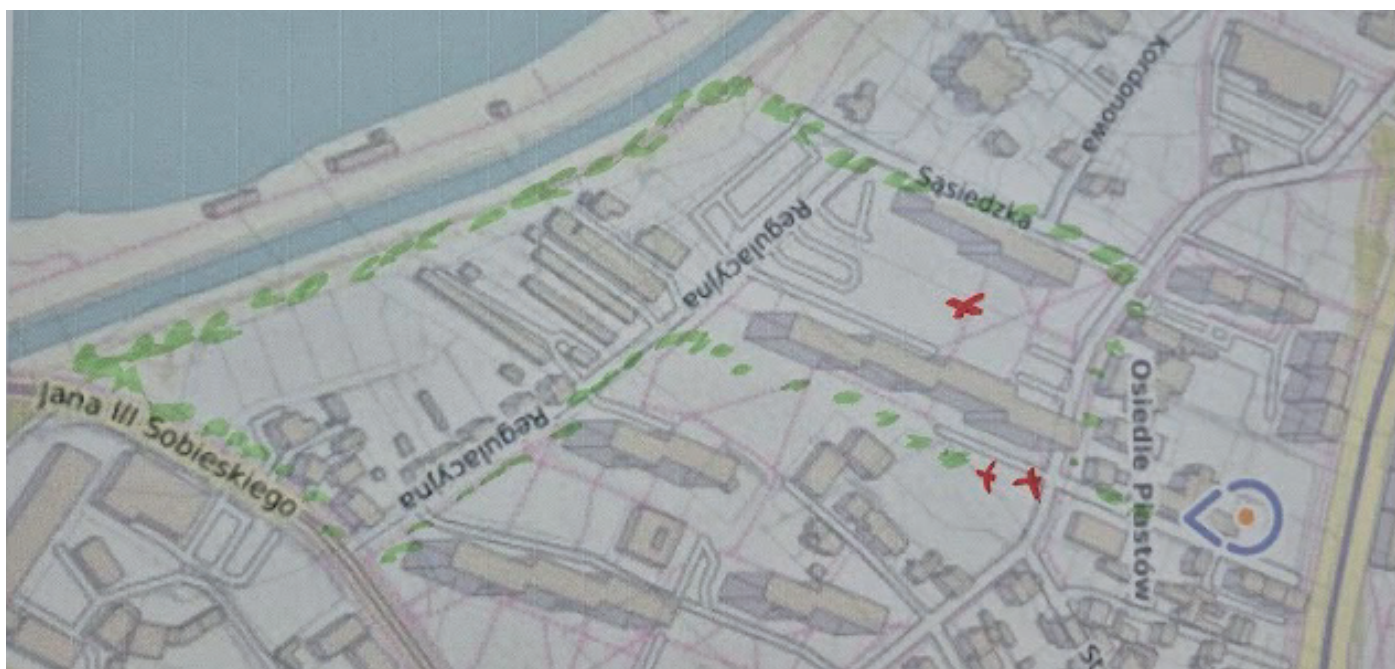 Kordonowa
Sąsiedzka
Regulacyjna
Osiedle Piastów
Jana III Sobieskiego
Regulacyjna